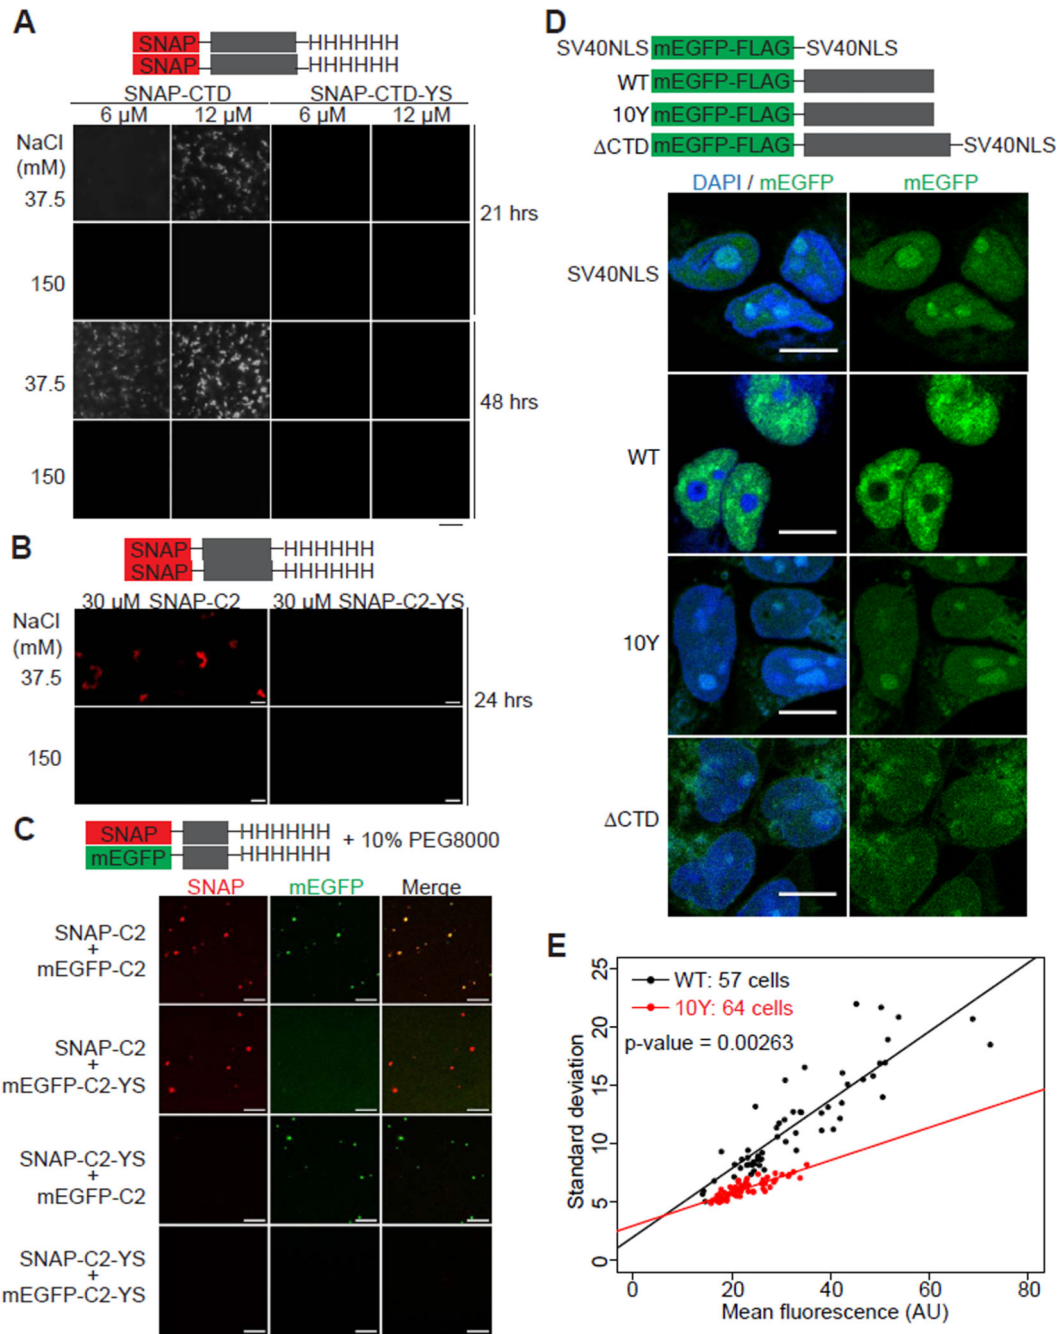 A
SNAP HHHHHH
SNAP HHHHHH
SNAP-CTD SNAP-CTD-YS
6 µM 12 µM 6 µM 12 µM
NaCl
(mM)
37.5
21 hrs
150
37.5
48 hrs
150
B
SNAP HHHHHH
SNAP HHHHHH
30 µM SNAP-C2 30 µM SNAP-C2-YS
NaCl
(mM)
37.5
24 hrs
150
C
SNAP HHHHHH
mEGFP HHHHHH
+ 10% PEG8000
SNAP mEGFP Merge
SNAP-C2
+
mEGFP-C2
SNAP-C2
+
mEGFP-C2-YS
SNAP-C2-YS
+
mEGFP-C2
SNAP-C2-YS
+
mEGFP-C2-YS
D
SV40NLS mEGFP-FLAG SV40NLS
WT mEGFP-FLAG
10Y mEGFP-FLAG
ΔCTD mEGFP-FLAG SV40NLS
DAPI / mEGFP mEGFP
SV40NLS
WT
10Y
ΔCTD
E
WT: 57 cells
10Y: 64 cells
p-value = 0.00263
Standard deviation
25
20
15
10
5
0
0 20 40 60 80
Mean fluorescence (AU)